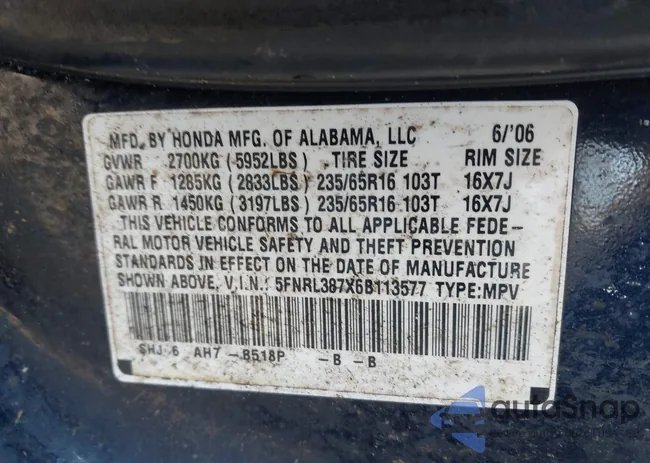 MFD. BY HONDA MFG. OF ALABAMA, LLC 6/'06
GVWR 2700KG (5952LBS) TIRE SIZE RIM SIZE
GAWR F 1285KG (2833LBS) 235/65R16 103T 16X7J
GAWR R 1450KG (3197LBS) 235/65R16 103T 16X7J
THIS VEHICLE CONFORMS TO ALL APPLICABLE FEDE-
RAL MOTOR VEHICLE SAFETY AND THEFT PREVENTION
STANDARDS IN EFFECT ON THE DATE OF MANUFACTURE
SHOWN ABOVE. V.I.N.: 5FNRL387X6B113577 TYPE:MPV
SHJ 6 AH7 -B518P -B -B
autosnap